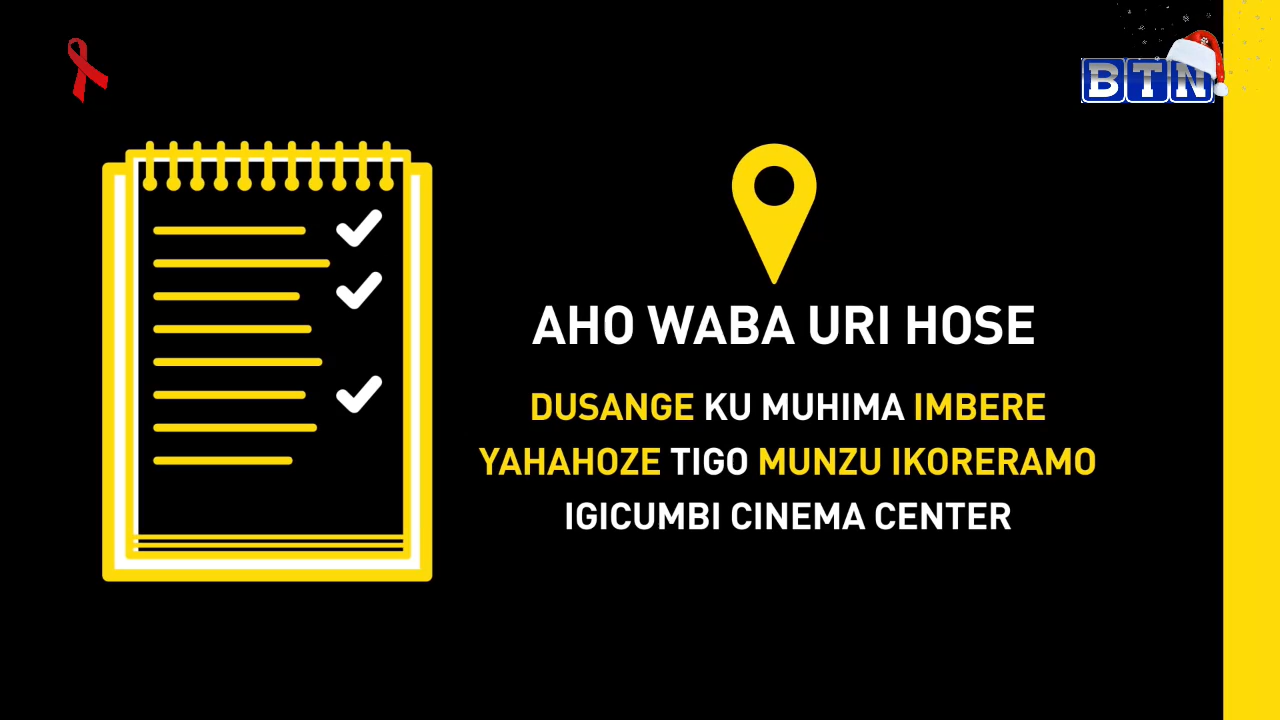 BTN
AHO WABA URI HOSE
DUSANGE KU MUHIMA IMBERE
YAHAHOZE TIGO MUNZU IKORERAMO
IGICUMBI CINEMA CENTER